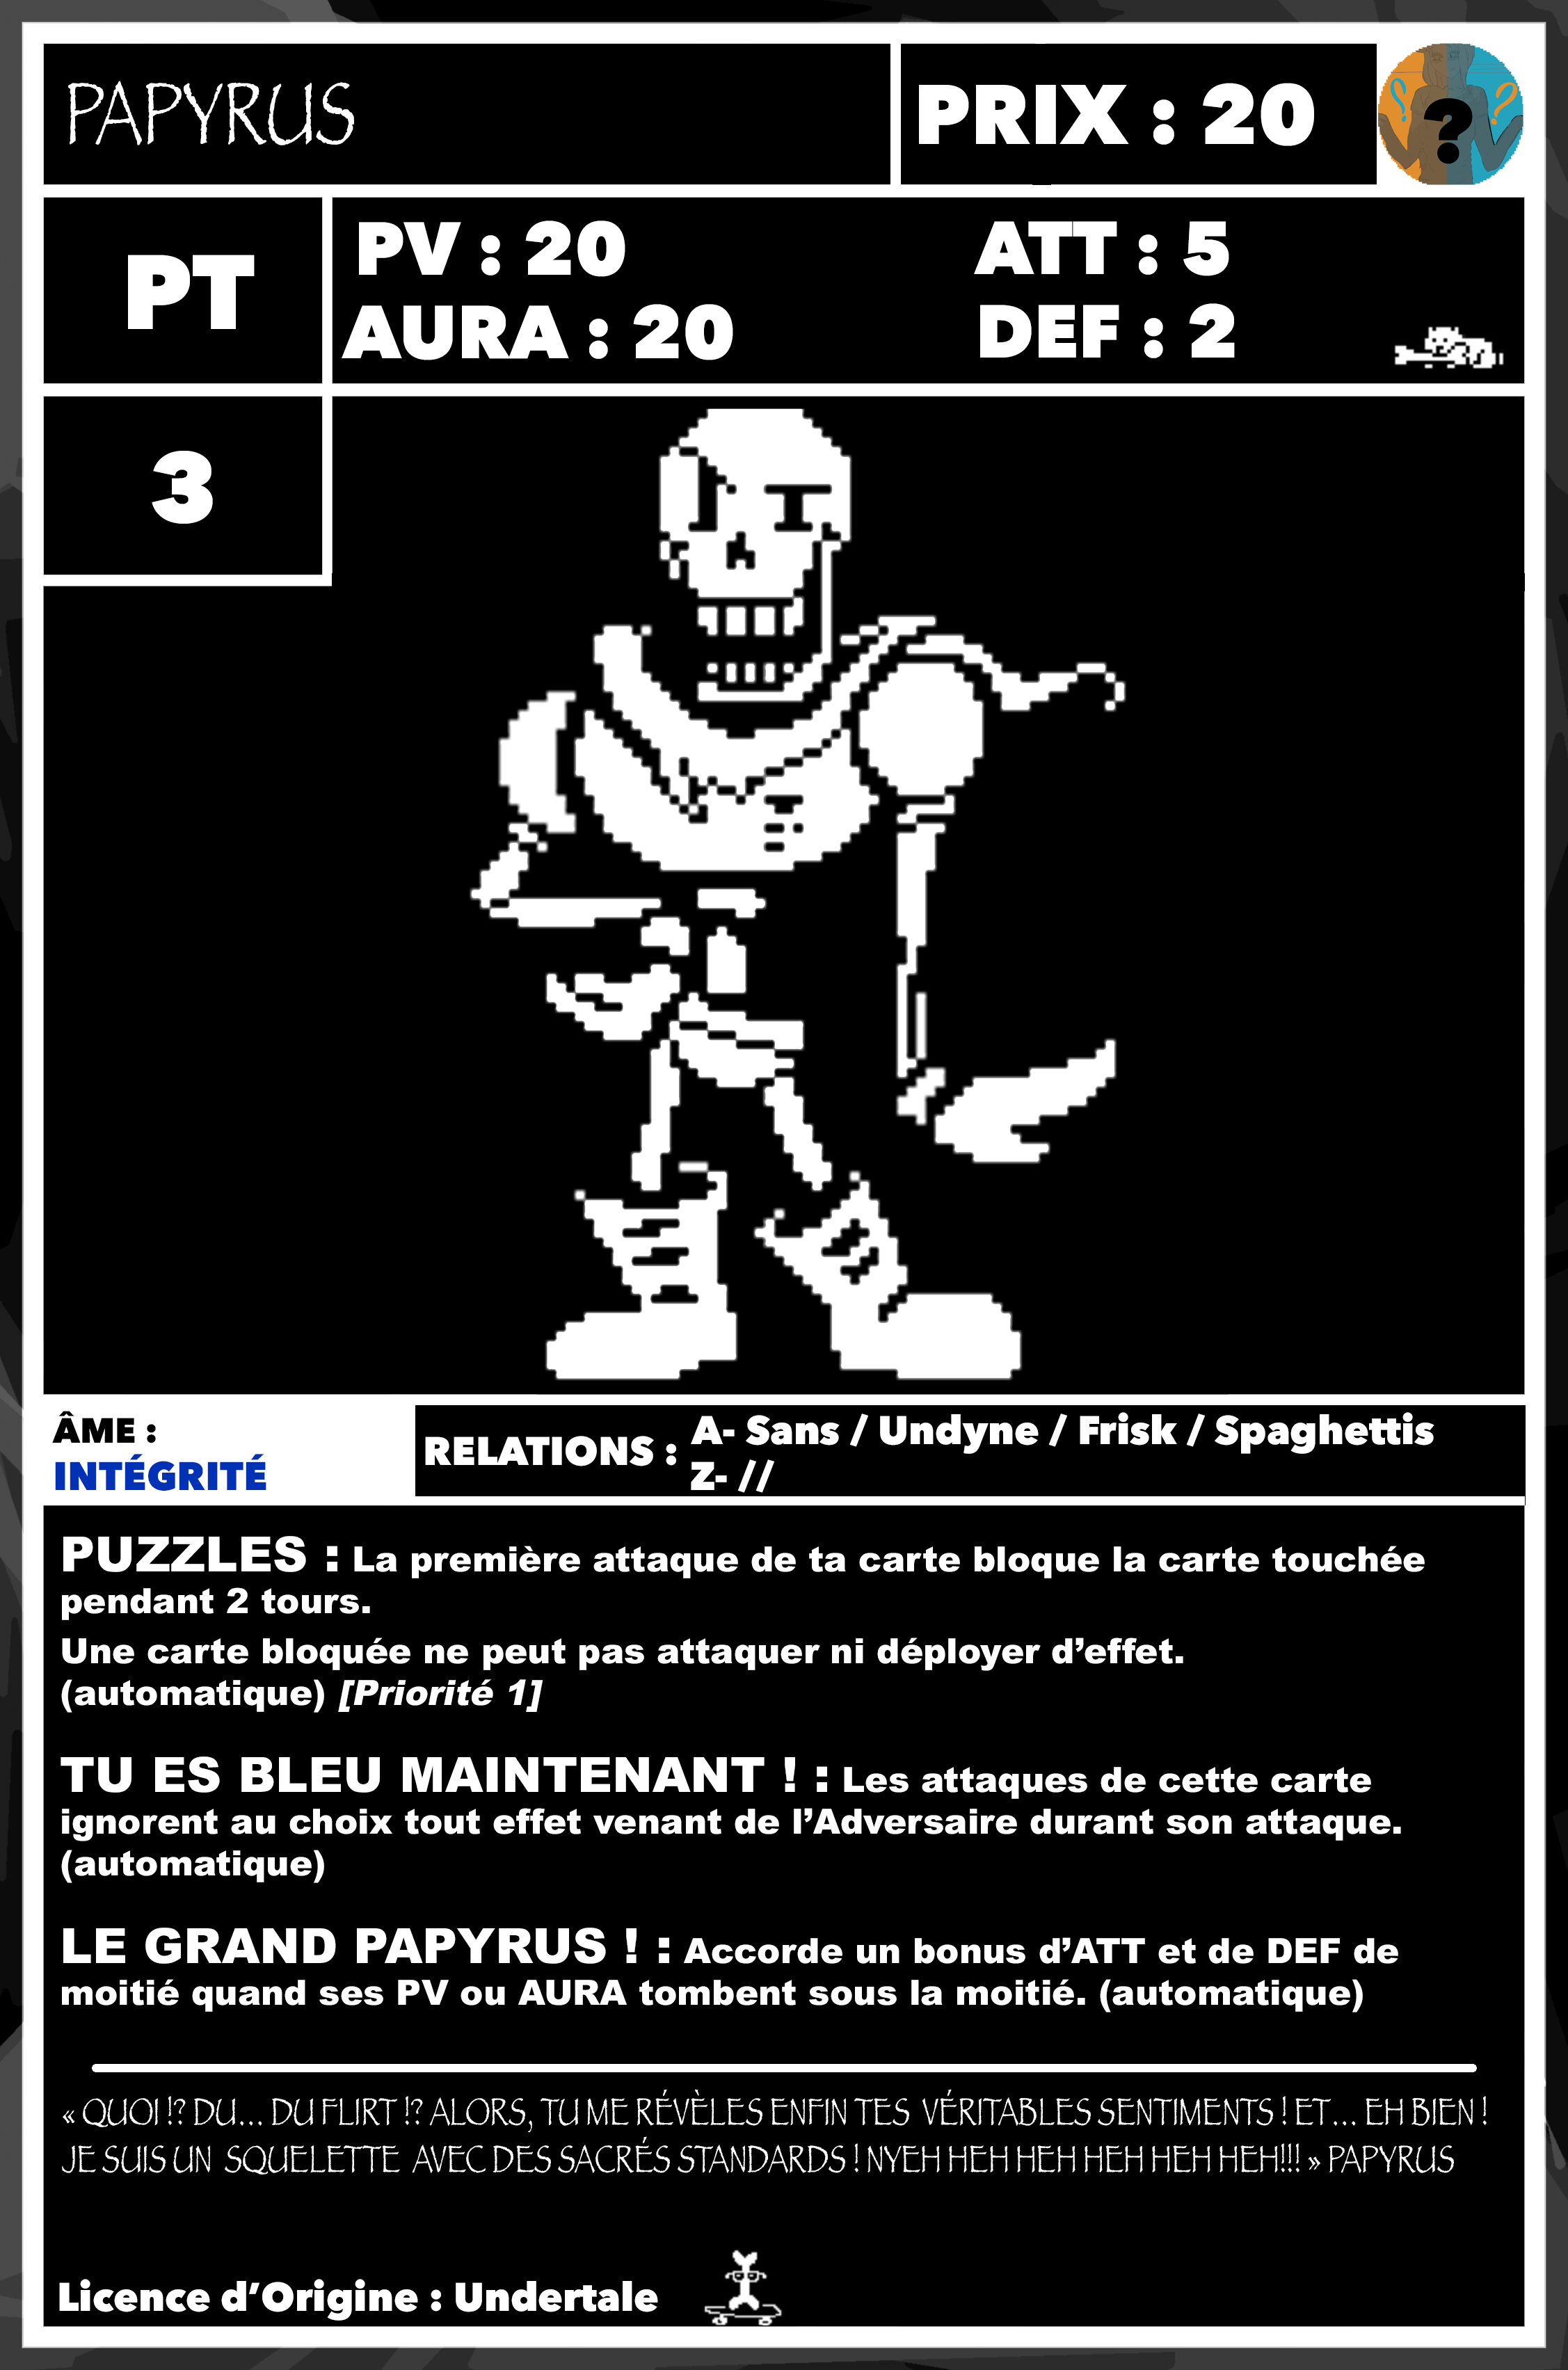 PAPYRUS
PRIX : 20
?
PT
PV : 20
ATT : 5
AURA : 20
DEF : 2
3
ÂME :
INTÉGRITÉ
RELATIONS :
A- Sans / Undyne / Frisk / Spaghettis
Z- //
PUZZLES : La première attaque de ta carte bloque la carte touchée
pendant 2 tours.
Une carte bloquée ne peut pas attaquer ni déployer d’effet.
(automatique) [Priorité 1]
TU ES BLEU MAINTENANT ! : Les attaques de cette carte
ignorent au choix tout effet venant de l’Adversaire durant son attaque.
(automatique)
LE GRAND PAPYRUS ! : Accorde un bonus d’ATT et de DEF de
moitié quand ses PV ou AURA tombent sous la moitié. (automatique)
« QUOI !? DU... DU FLIRT !? ALORS, TU ME RÉVÈLES ENFIN TES VÉRITABLES SENTIMENTS ! ET... EH BIEN !
JE SUIS UN SQUELETTE AVEC DES SACRÉS STANDARDS ! NYEH HEH HEH HEH HEH HEH!!! » PAPYRUS
Licence d’Origine : Undertale